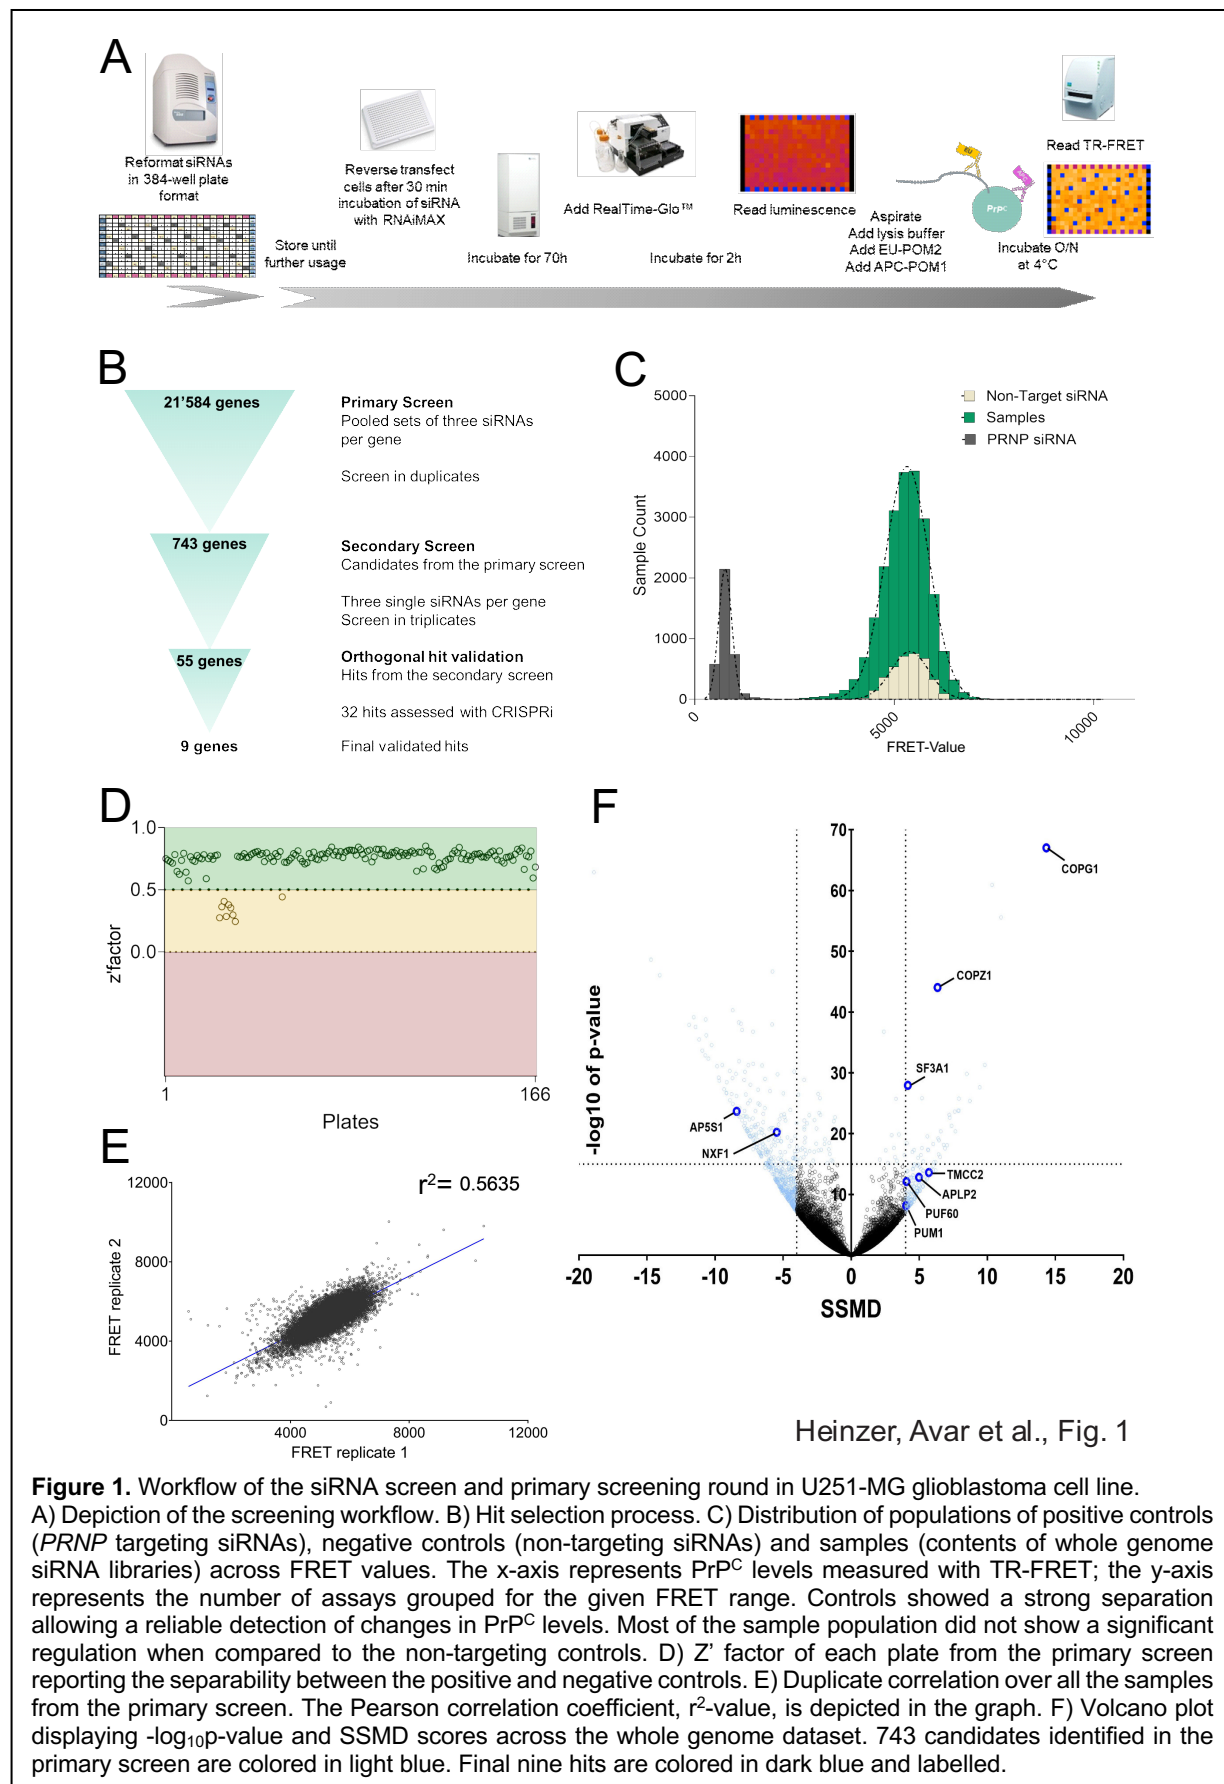 A
Reformat siRNAs
in 384-well plate
format
Store until
further usage
Reverse transfect
cells after 30 min
incubation of siRNA
with RNAiMAX
Incubate for 70h
Add RealTime-Glo™
Incubate for 2h
Read luminescence
Aspirate
Add lysis buffer
Add EU-POM2
Add APC-POM1
PrPC
Incubate O/N
at 4°C
Read TR-FRET
B
21'584 genes
Primary Screen
Pooled sets of three siRNAs
per gene
Screen in duplicates
743 genes
Secondary Screen
Candidates from the primary screen
Three single siRNAs per gene
Screen in triplicates
55 genes
Orthogonal hit validation
Hits from the secondary screen
32 hits assessed with CRISPRi
9 genes
Final validated hits
C
Sample Count
5000
4000
3000
2000
1000
0
0
5000
10000
FRET-Value
Non-Target siRNA
Samples
PRNP siRNA
D
z'factor
1.0
0.5
0.0
1
166
Plates
E
r2= 0.5635
FRET replicate 2
12000
8000
4000
0
4000
8000
12000
FRET replicate 1
F
-log10 of p-value
70
60
50
40
30
20
10
-20
-15
-10
-5
0
5
10
15
20
SSMD
COPG1
COPZ1
SF3A1
AP5S1
NXF1
TMCC2
APLP2
PUF60
PUM1
Heinzer, Avar et al., Fig. 1
Figure 1. Workflow of the siRNA screen and primary screening round in U251-MG glioblastoma cell line.
A) Depiction of the screening workflow. B) Hit selection process. C) Distribution of populations of positive controls
(PRNP targeting siRNAs), negative controls (non-targeting siRNAs) and samples (contents of whole genome
siRNA libraries) across FRET values. The x-axis represents PrPC levels measured with TR-FRET; the y-axis
represents the number of assays grouped for the given FRET range. Controls showed a strong separation
allowing a reliable detection of changes in PrPC levels. Most of the sample population did not show a significant
regulation when compared to the non-targeting controls. D) Z' factor of each plate from the primary screen
reporting the separability between the positive and negative controls. E) Duplicate correlation over all the samples
from the primary screen. The Pearson correlation coefficient, r2-value, is depicted in the graph. F) Volcano plot
displaying -log10p-value and SSMD scores across the whole genome dataset. 743 candidates identified in the
primary screen are colored in light blue. Final nine hits are colored in dark blue and labelled.